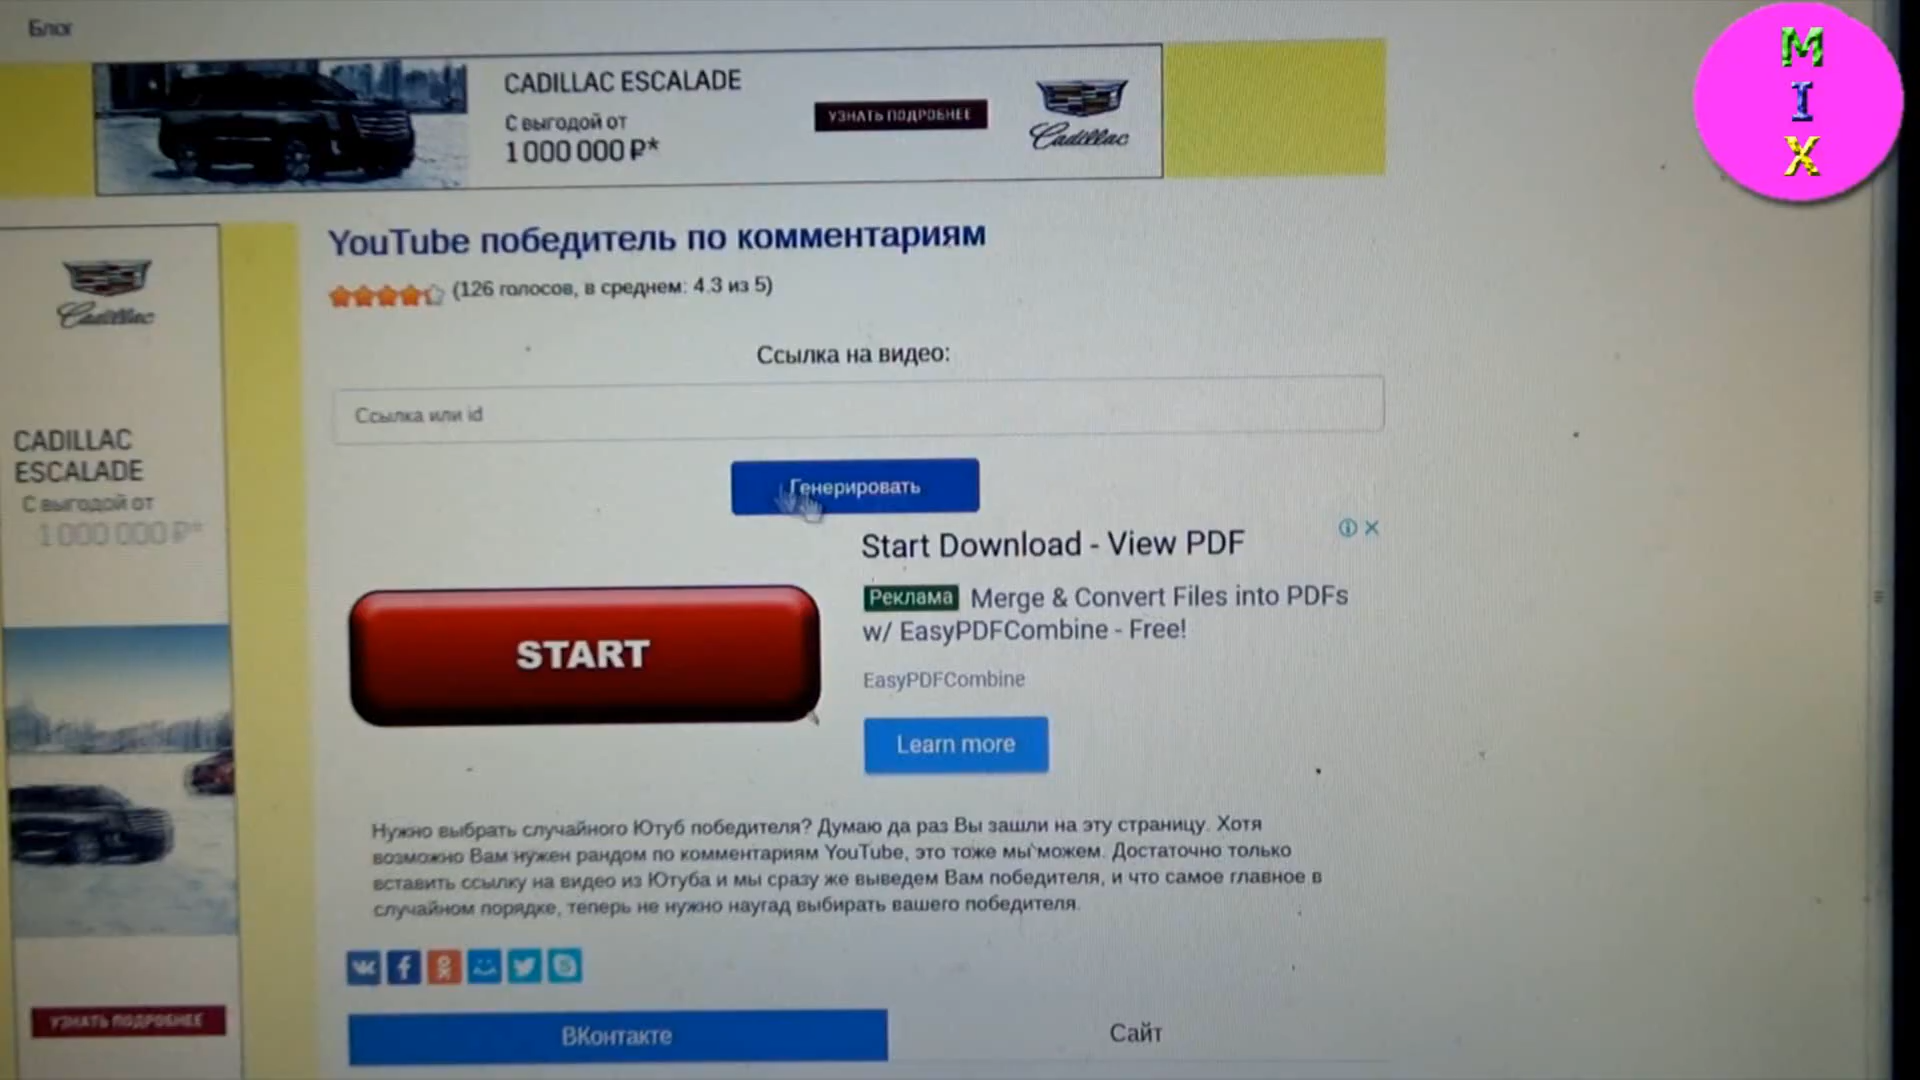 Блог
CADILLAC ESCALADE
С выгодой от
1 000 000 ₽*
УЗНАТЬ ПОДРОБНЕЕ
Cadillac
M
I
X
YouTube победитель по комментариям
(126 голосов, в среднем: 4.3 из 5)
Cadillac
Ссылка на видео:
Ссылка или id
CADILLAC
ESCALADE
С выгодой от
1 000 000 ₽*
Генерировать
Start Download - View PDF
Реклама Merge & Convert Files into PDFs
w/ EasyPDFCombine - Free!
EasyPDFCombine
START
Learn more
Нужно выбрать случайного Ютуб победителя? Думаю да раз Вы зашли на эту страницу. Хотя
возможно Вам нужен рандом по комментариям YouTube, это тоже мы можем. Достаточно только
вставить ссылку на видео из Ютуба и мы сразу же выведем Вам победителя, и что самое главное в
случайном порядке, теперь не нужно наугад выбирать вашего победителя.
УЗНАТЬ ПОДРОБНЕЕ
ВКонтакте
Сайт